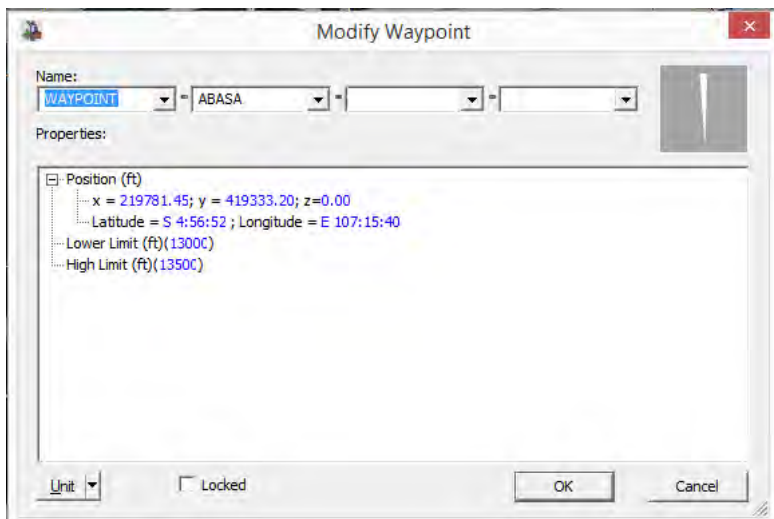 Modify Waypoint
Name:
WAYPOINT - ABASA - -
Properties:
Position (ft)
x = 219781.45; y = 419333.20; z=0.00
Latitude = S 4:56:52 ; Longitude = E 107:15:40
Lower Limit (ft)(13000)
High Limit (ft)(13500)
Unit Locked OK Cancel